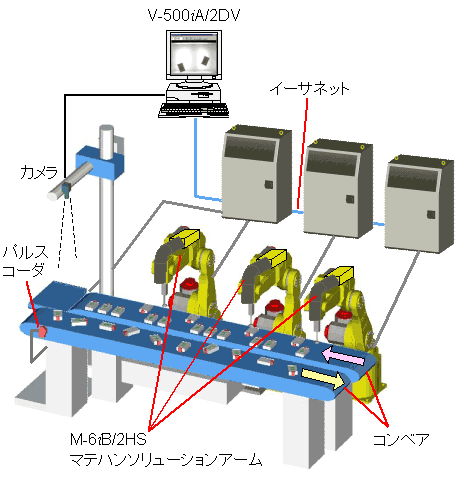 V-500iA/2DV
イーサネット
カメラ
パルス
コーダ
M-6iB/2HS
マテハンソリューションアーム
コンベア